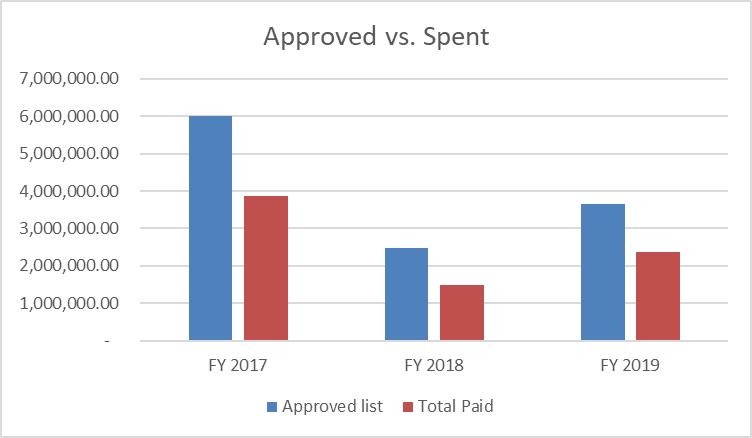 Approved vs. Spent
7,000,000.00
6,000,000.00
5,000,000.00
4,000,000.00
3,000,000.00
2,000,000.00
1,000,000.00
-
FY 2017 FY 2018 FY 2019
Approved list Total Paid